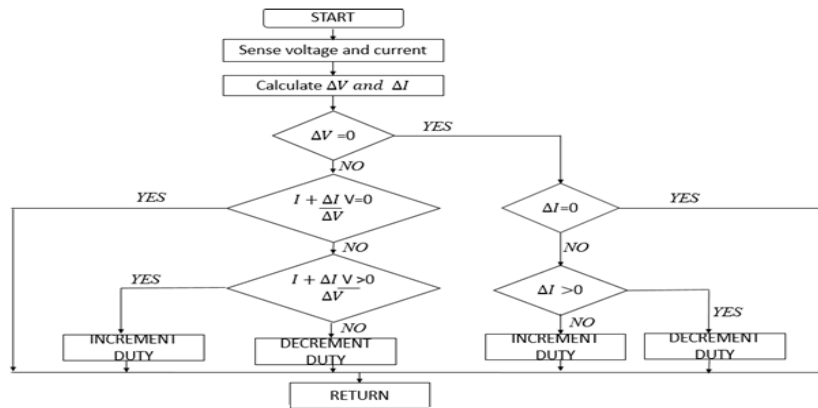 START
Sense voltage and current
Calculate ΔV and ΔI
ΔV =0
YES
NO
YES
I + ΔI V=0
ΔV
ΔI=0
YES
NO
NO
YES
I + ΔI V >0
ΔV
ΔI >0
YES
NO
NO
INCREMENT
DUTY
DECREMENT
DUTY
INCREMENT
DUTY
DECREMENT
DUTY
RETURN